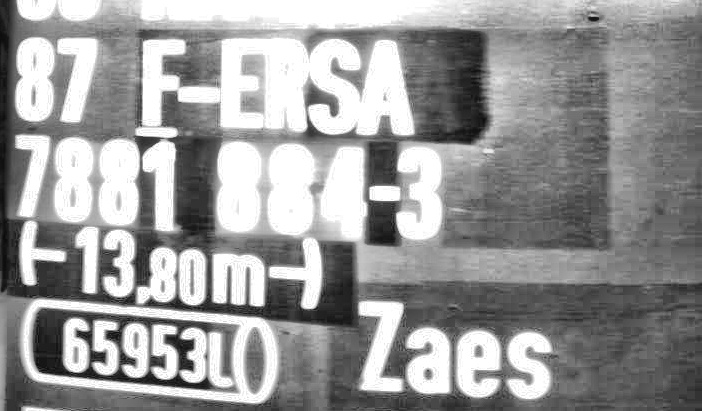 87 F-ERSA
7881 884-3
(-13,80m-)
65953L
Zaes